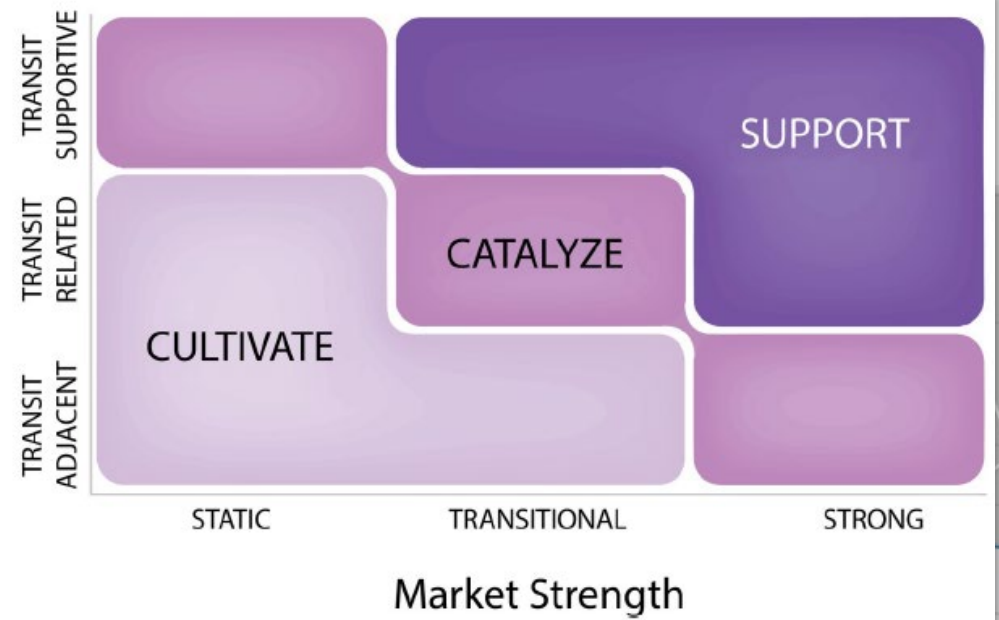 TRANSIT
SUPPORTIVE
SUPPORT
TRANSIT
RELATED
CATALYZE
CULTIVATE
TRANSIT
ADJACENT
STATIC
TRANSITIONAL
STRONG
Market Strength